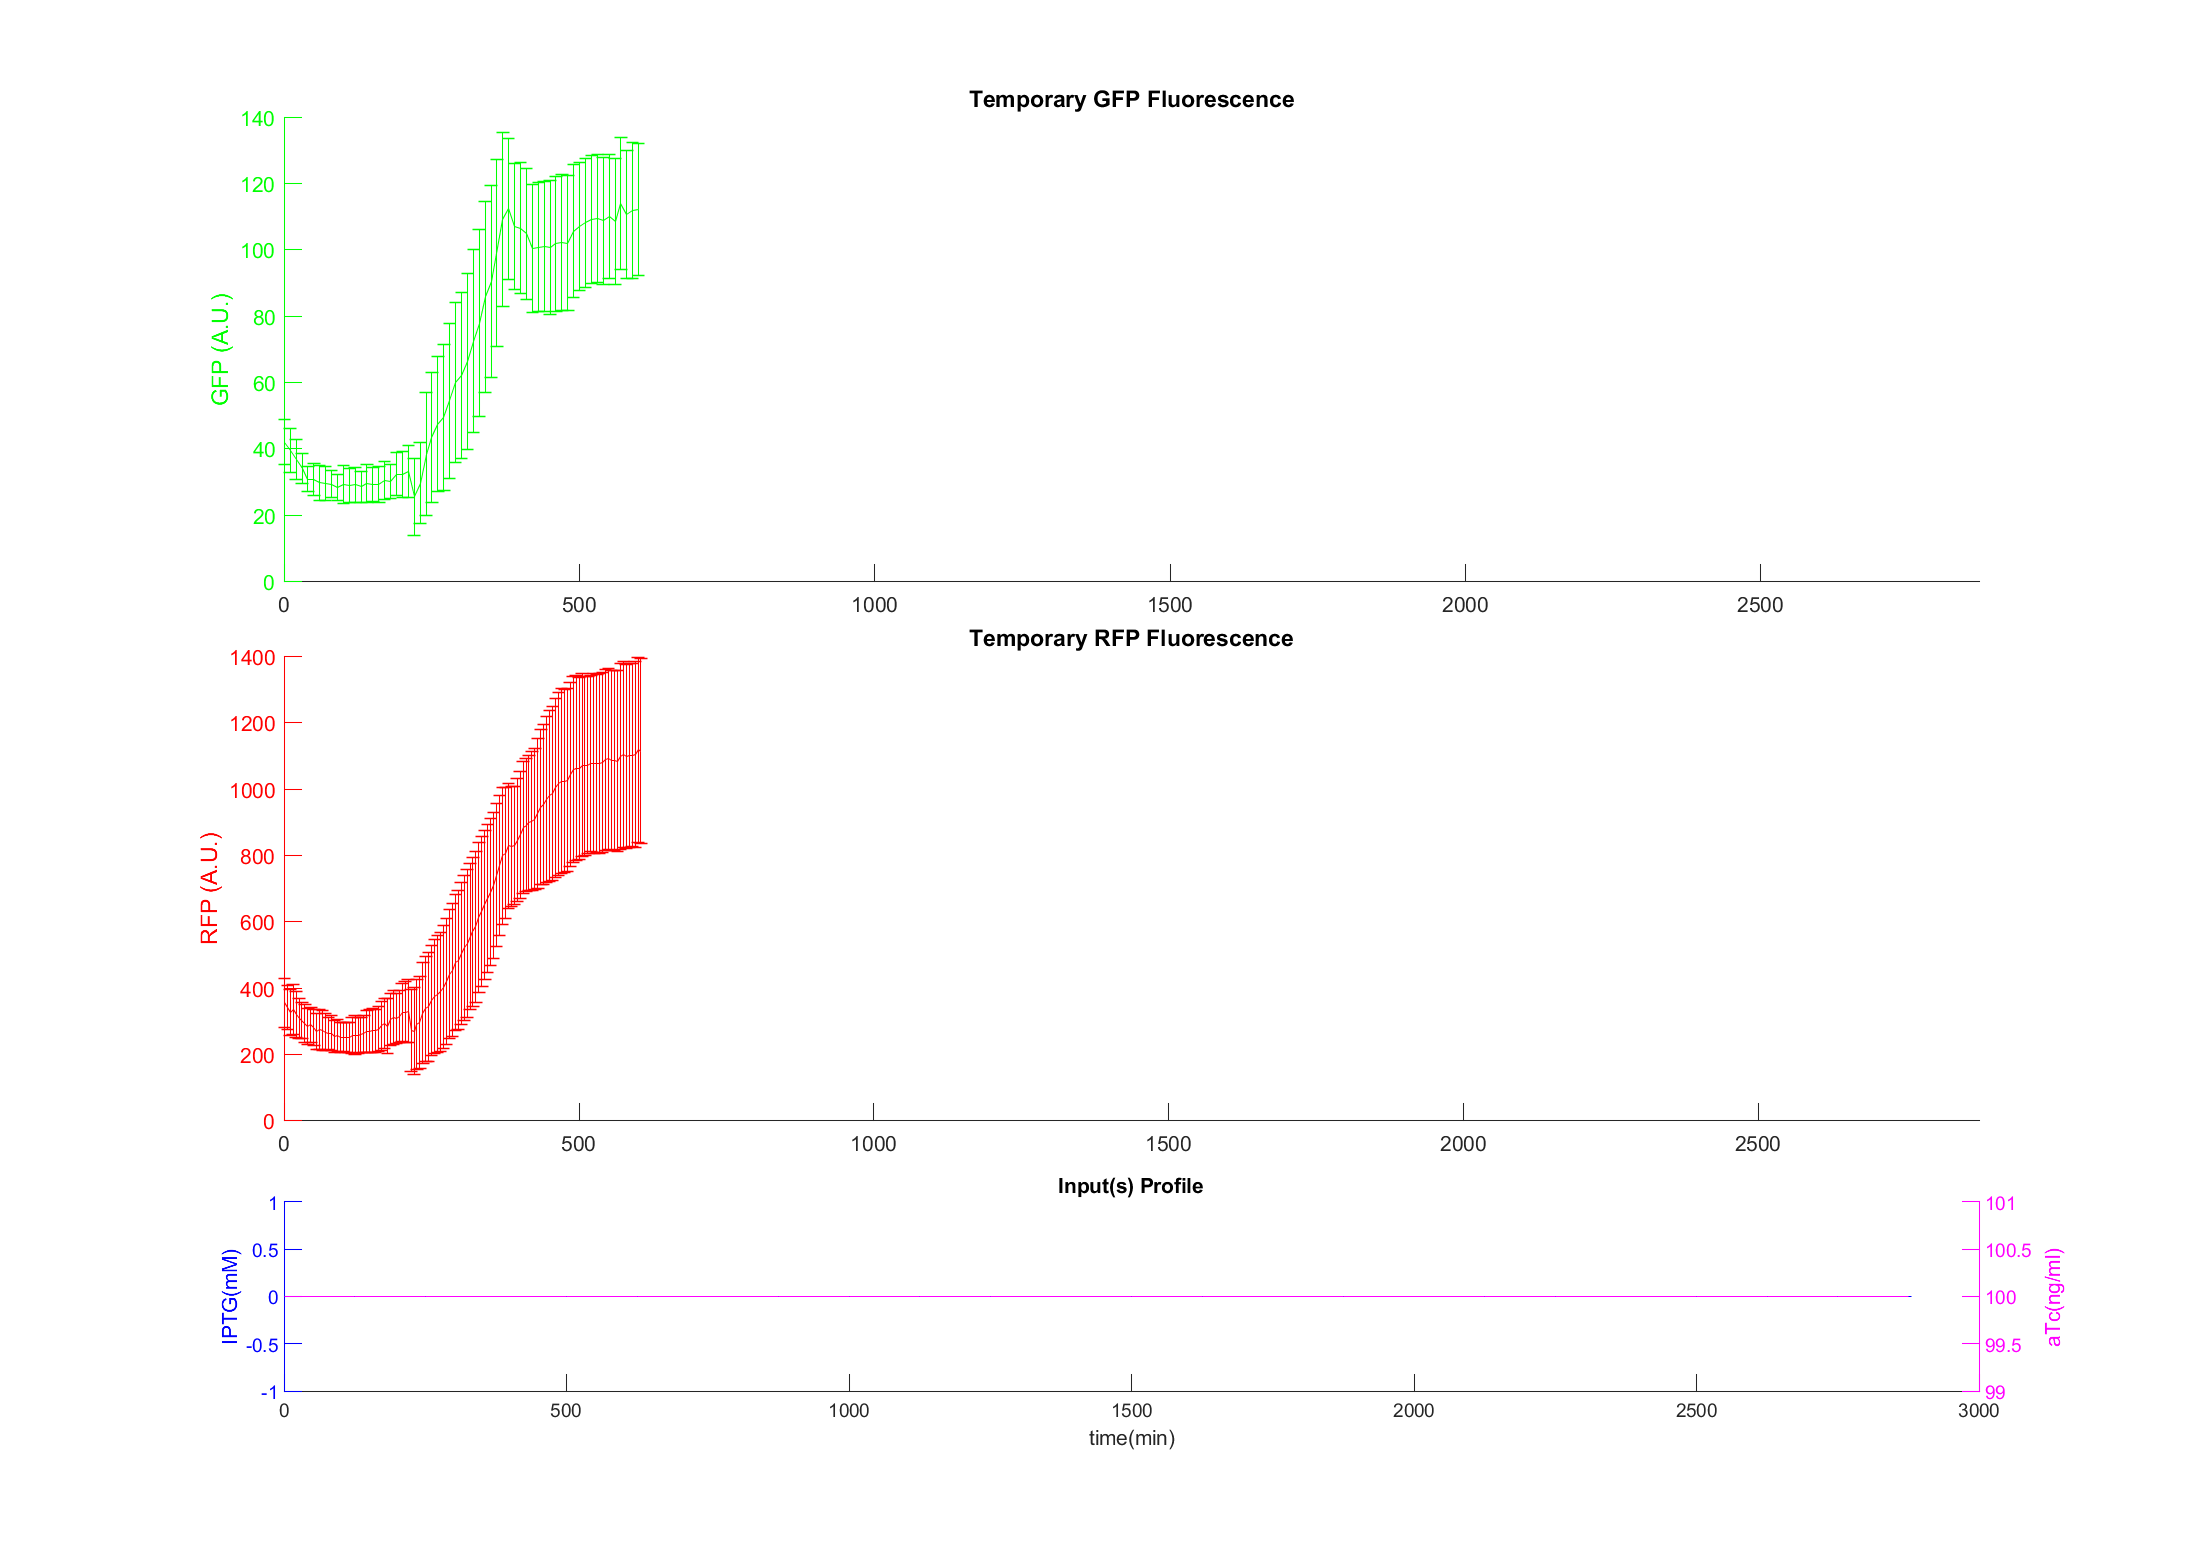 Temporary GFP Fluorescence
140
120
100
80
60
40
20
0
GFP (A.U.)
0 500 1000 1500 2000 2500
Temporary RFP Fluorescence
1400
1200
1000
800
600
400
200
0
RFP (A.U.)
0 500 1000 1500 2000 2500
Input(s) Profile
1
0.5
0
-0.5
-1
IPTG(mM)
101
100.5
100
99.5
99
aTc(ng/ml)
0 500 1000 1500 2000 2500 3000
time(min)